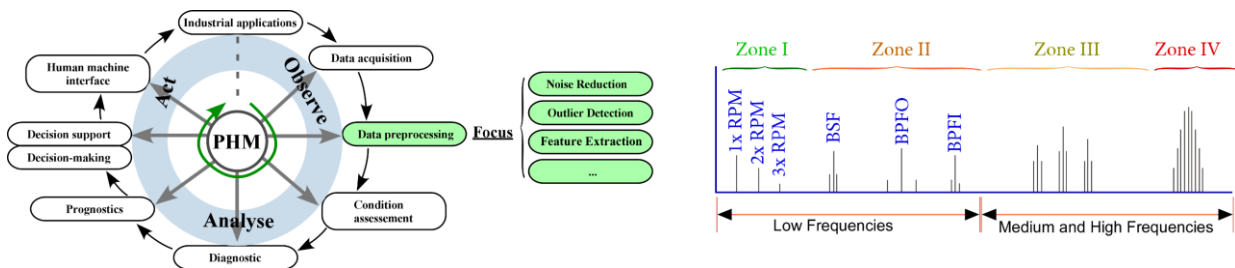 Industrial applications
Data acquisition
Data preprocessing
Condition
assessement
Diagnostic
Prognostics
Decision-making
Decision support
Human machine
interface
Act
Observe
Analyse
PHM
Focus
Noise Reduction
Outlier Detection
Feature Extraction
...
Zone I
Zone II
Zone III
Zone IV
1x RPM
2x RPM
3x RPM
BSF
BPFO
BPFI
Low Frequencies
Medium and High Frequencies